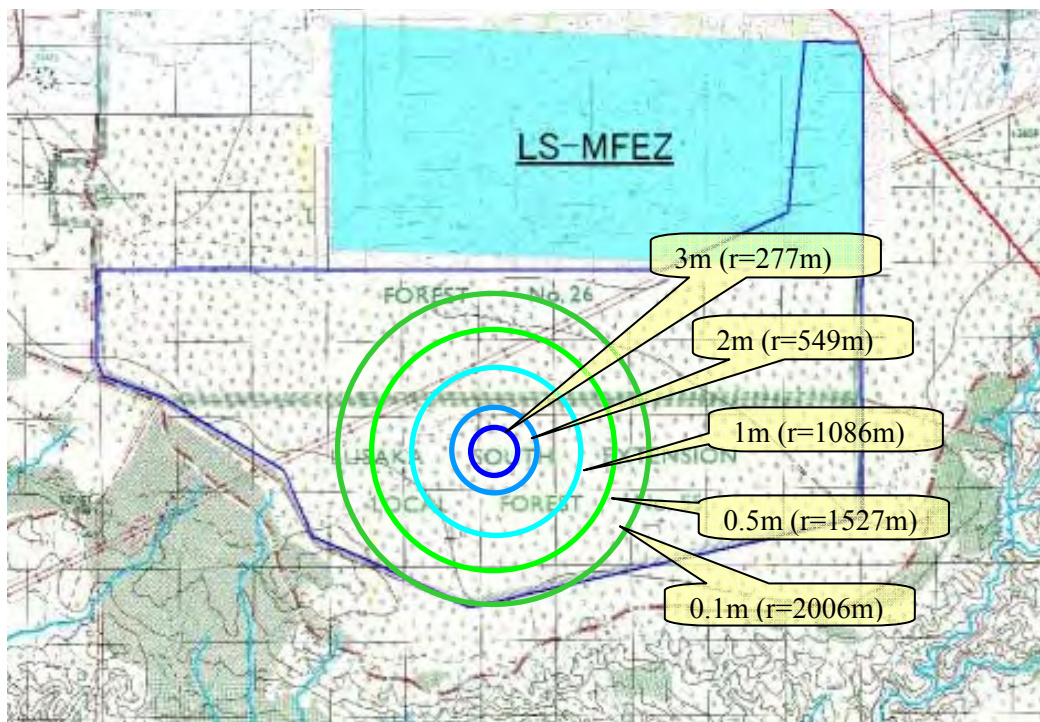 LS-MFEZ
3m (r=277m)
FOREST No. 26
2m (r=549m)
1m (r=1086m)
LUSAKA SOUTH EXTENSION
LOCAL FOREST
0.5m (r=1527m)
0.1m (r=2006m)